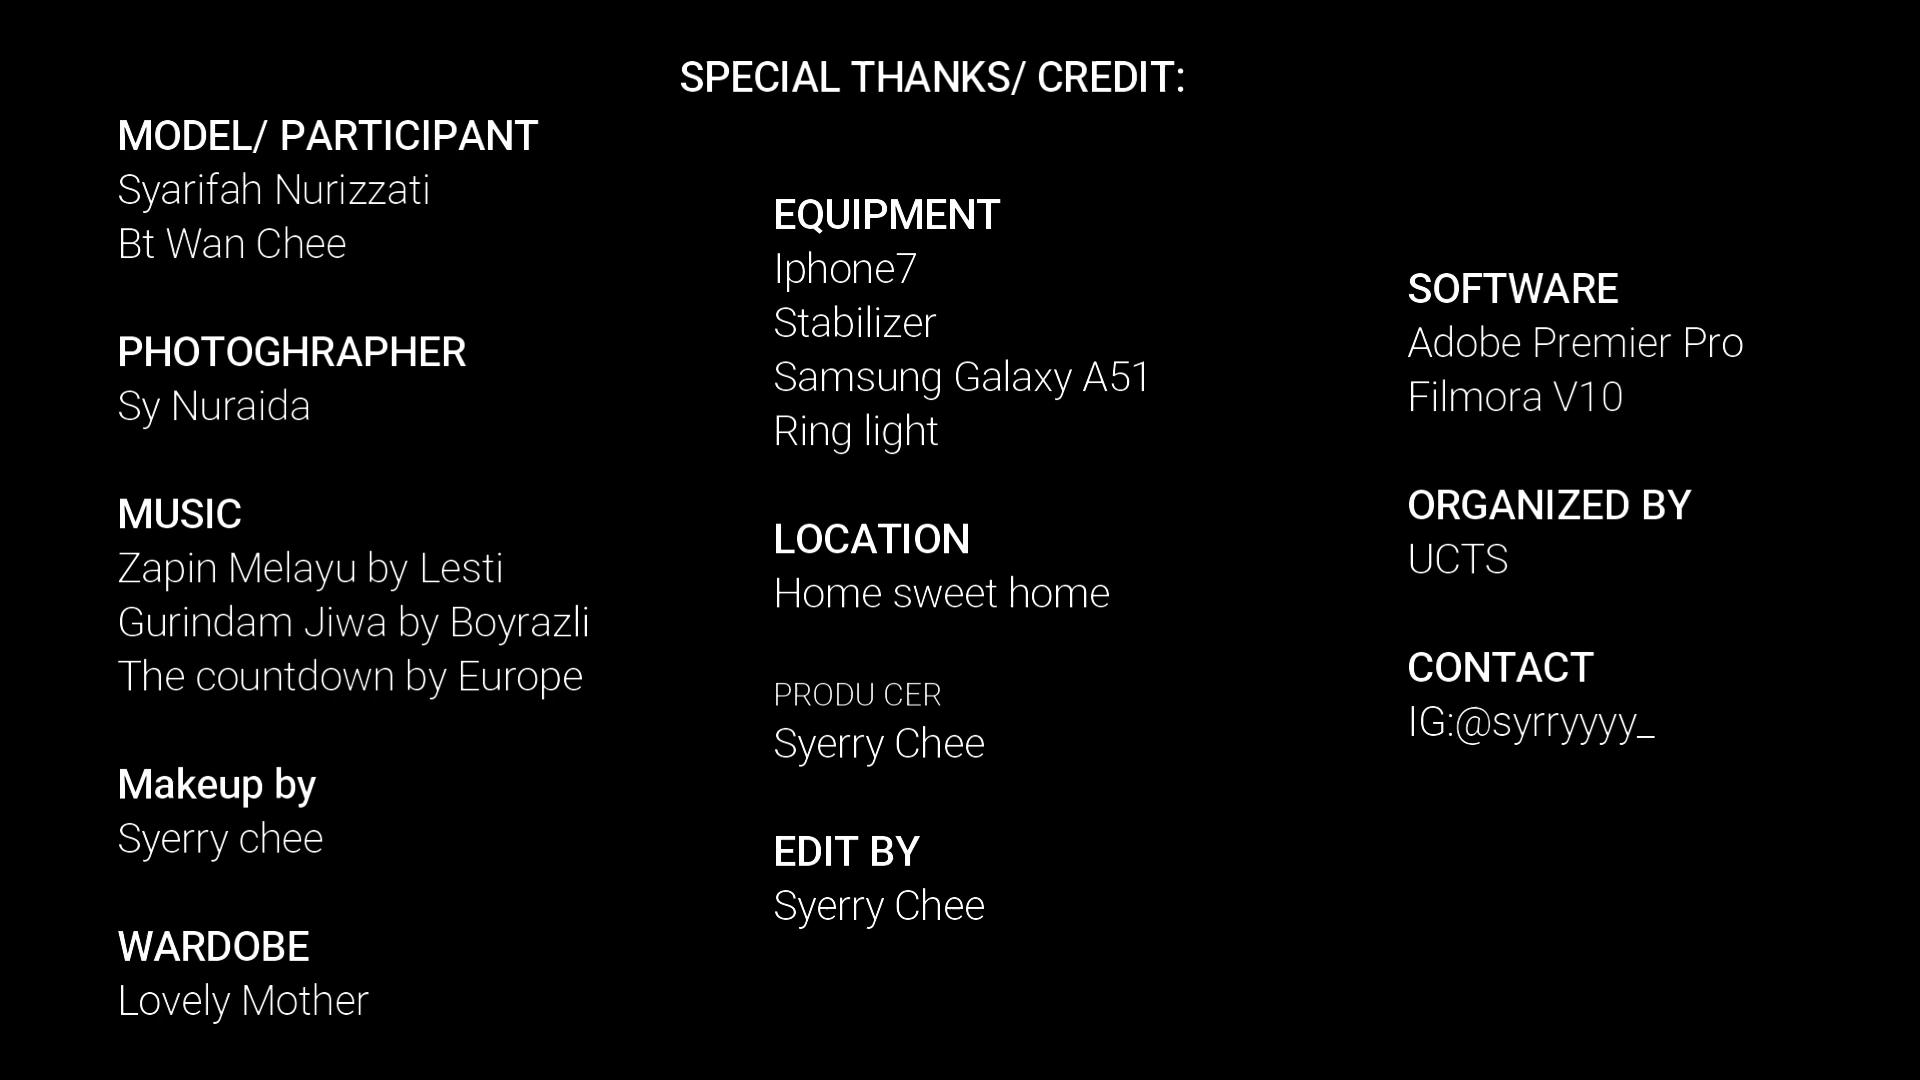 SPECIAL THANKS/ CREDIT:
MODEL/ PARTICIPANT
Syarifah Nurizzati
Bt Wan Chee
PHOTOGHRAPHER
Sy Nuraida
MUSIC
Zapin Melayu by Lesti
Gurindam Jiwa by Boyrazli
The countdown by Europe
Makeup by
Syerry chee
WARDOBE
Lovely Mother
EQUIPMENT
Iphone7
Stabilizer
Samsung Galaxy A51
Ring light
LOCATION
Home sweet home
PRODU CER
Syerry Chee
EDIT BY
Syerry Chee
SOFTWARE
Adobe Premier Pro
Filmora V10
ORGANIZED BY
UCTS
CONTACT
IG:@syrryyyy_